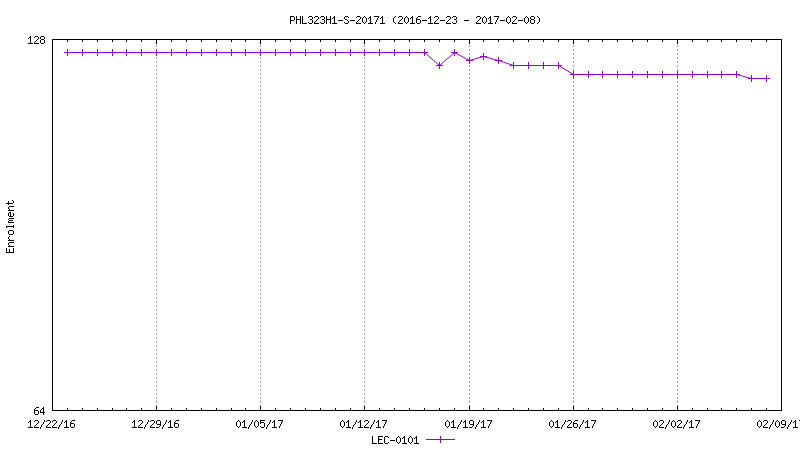 PHL323H1-S-20171 (2016-12-23 - 2017-02-08)
128
Enrolment
64
12/22/16 12/29/16 01/05/17 01/12/17 01/19/17 01/26/17 02/02/17 02/09/1
LEC-0101